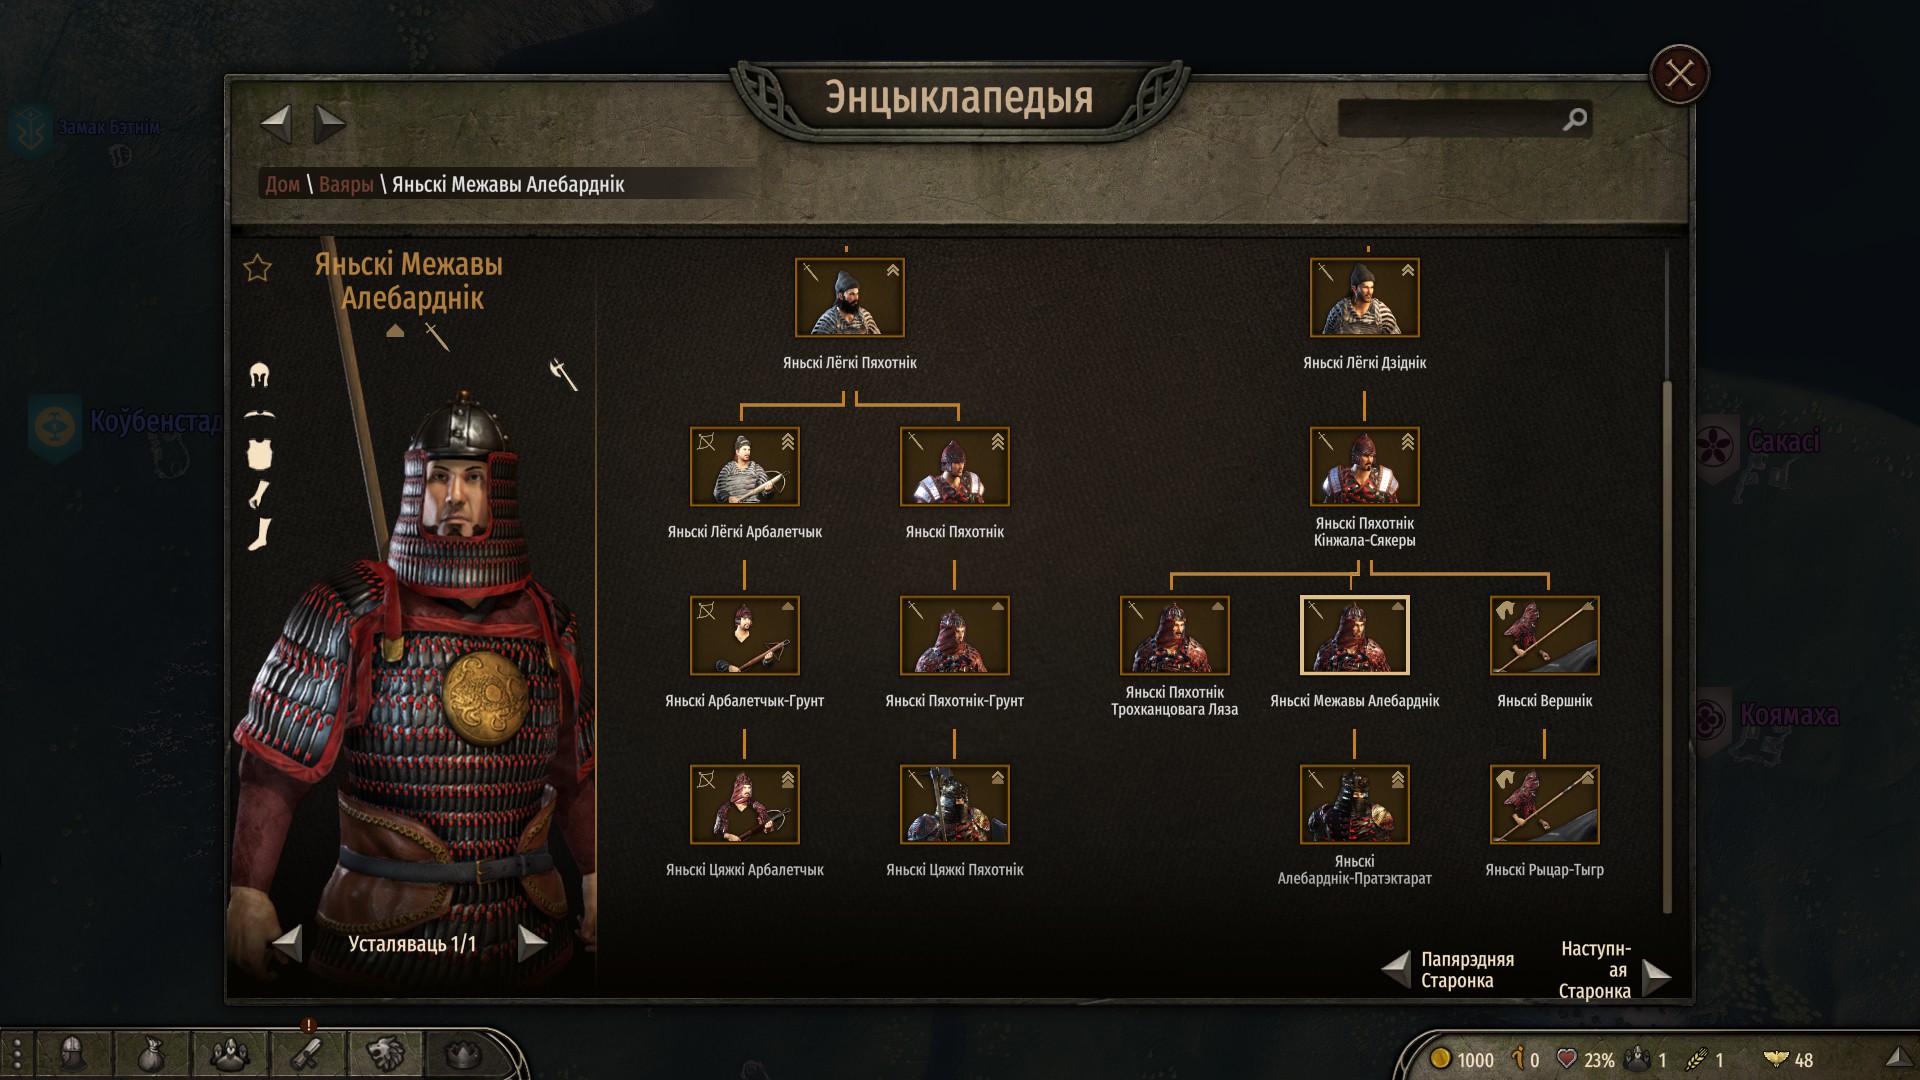 Энцыклапедыя
Замак Бэтнім
Дом \ Ваяры \ Яньскі Межавы Алебарднік
Яньскі Межавы
Алебарднік
Яньскі Лёгкі Пяхотнік
Яньскі Лёгкі Дзіднік
Коўбенстад
Сакасі
Яньскі Лёгкі Арбалетчык
Яньскі Пяхотнік
Яньскі Пяхотнік
Кінжала-Сякеры
Яньскі Арбалетчык-Грунт
Яньскі Пяхотнік-Грунт
Яньскі Пяхотнік
Трохканцовага Ляза
Яньскі Межавы Алебарднік
Яньскі Вершнік
Коямаха
Яньскі Цяжкі Арбалетчык
Яньскі Цяжкі Пяхотнік
Яньскі
Алебарднік-Пратэктарат
Яньскі Рыцар-Тыгр
Усталяваць 1/1
Папярэдняя
Старонка
Наступн-
ая
Старонка
!
1000 0 23% 1 1 48